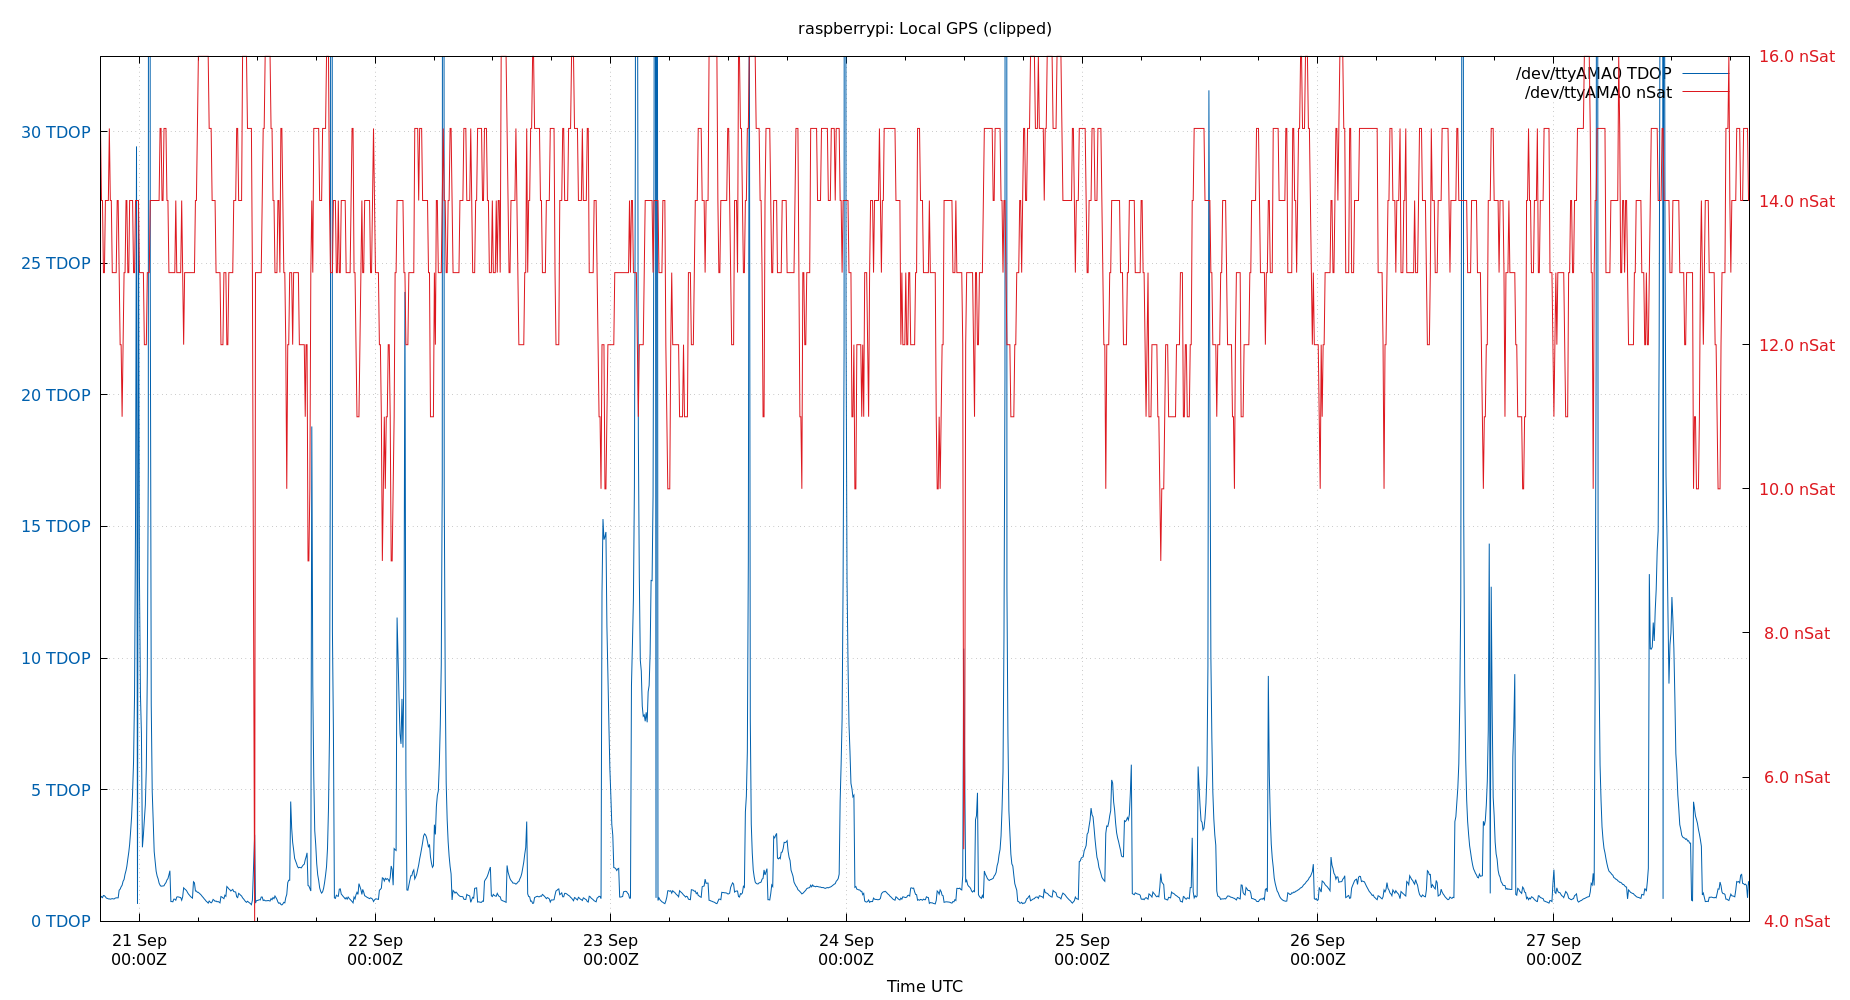 raspberrypi: Local GPS (clipped)
16.0 nSat
/dev/ttyAMA0 TDOP
/dev/ttyAMA0 nSat
30 TDOP
14.0 nSat
25 TDOP
12.0 nSat
20 TDOP
10.0 nSat
15 TDOP
8.0 nSat
10 TDOP
6.0 nSat
5 TDOP
4.0 nSat
0 TDOP
21 Sep 22 Sep 23 Sep 24 Sep 25 Sep 26 Sep 27 Sep
00:00Z 00:00Z 00:00Z 00:00Z 00:00Z 00:00Z 00:00Z
Time UTC